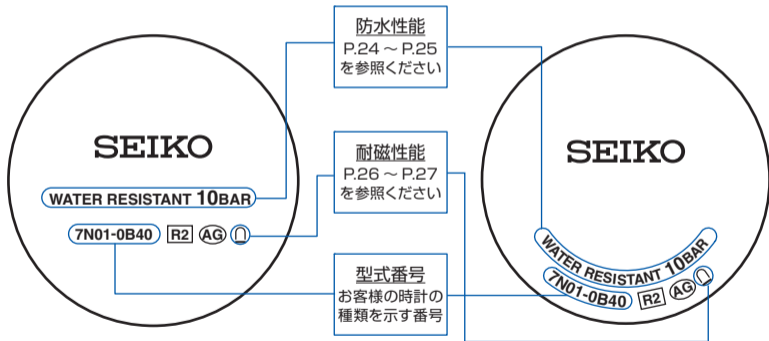 防水性能
P.24 ～ P.25
を参照ください
SEIKO
WATER RESISTANT 10BAR
7N01-0B40 R2 AG
耐磁性能
P.26 ～ P.27
を参照ください
型式番号
お客様の時計の
種類を示す番号
SEIKO
WATER RESISTANT 10BAR
7N01-0B40 R2 AG